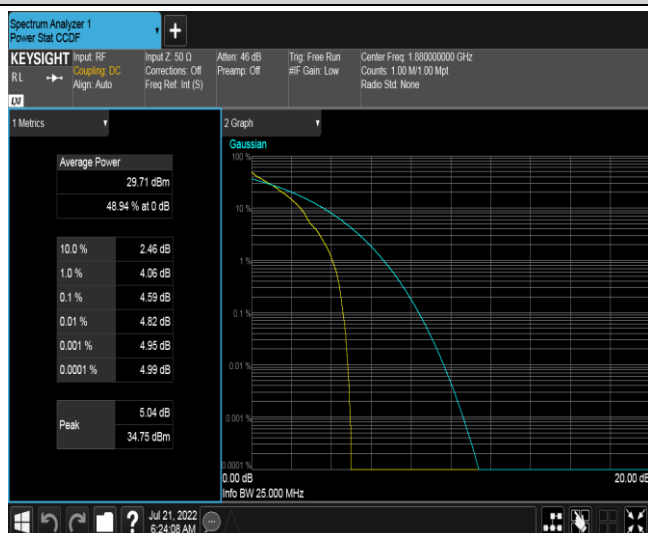 Spectrum Analyzer 1
Power Stat CCDF
+
KEYSIGHT
RL
LXI
Input: RF
Coupling: DC
Align: Auto
Input Z: 50 Ω
Corrections: Off
Freq Ref: Int (S)
Atten: 46 dB
Preamp: Off
Trig: Free Run
#IF Gain: Low
Center Freq: 1.880000000 GHz
Counts: 1.00 M/1.00 Mpt
Radio Std: None
1 Metrics
Average Power
29.71 dBm
48.94 % at 0 dB
10.0 % 2.46 dB
1.0 % 4.06 dB
0.1 % 4.59 dB
0.01 % 4.82 dB
0.001 % 4.95 dB
0.0001 % 4.99 dB
Peak
5.04 dB
34.75 dBm
2 Graph
Gaussian
100 %
10 %
1 %
0.1 %
0.01 %
0.001 %
0.0001 %
0.00 dB
20.00 dB
Info BW 25.000 MHz
?
Jul 21, 2022
6:24:08 AM